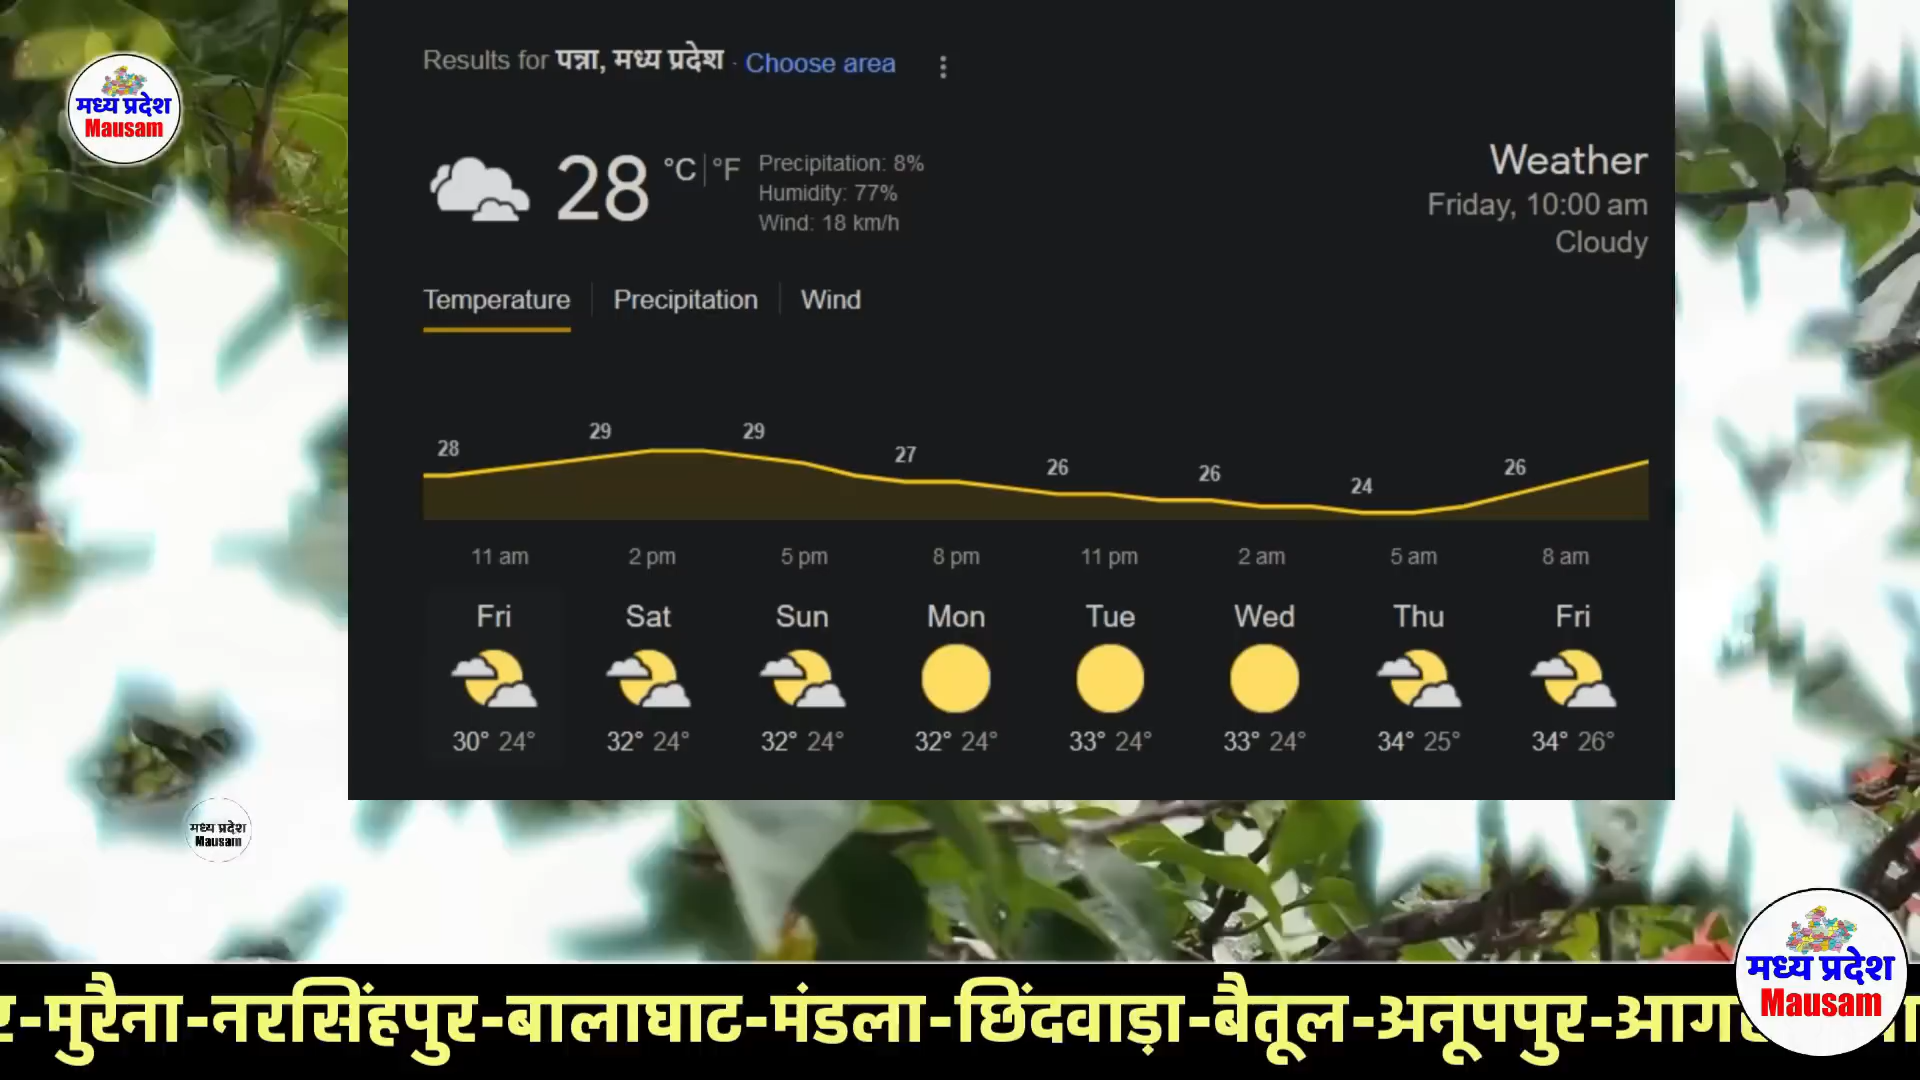 मध्य प्रदेश
Mausam
Results for पन्ना, मध्य प्रदेश · Choose area
28 °C | °F
Precipitation: 8%
Humidity: 77%
Wind: 18 km/h
Weather
Friday, 10:00 am
Cloudy
Temperature Precipitation Wind
28 29 29 27 26 26 24 26
11 am 2 pm 5 pm 8 pm 11 pm 2 am 5 am 8 am
Fri Sat Sun Mon Tue Wed Thu Fri
30° 24° 32° 24° 32° 24° 32° 24° 33° 24° 33° 24° 34° 25° 34° 26°
मध्य प्रदेश
Mausam
-मुरैना-नरसिंहपुर-बालाघाट-मंडला-छिंदवाड़ा-बैतूल-अनूपपुर-
मध्य प्रदेश
Mausam